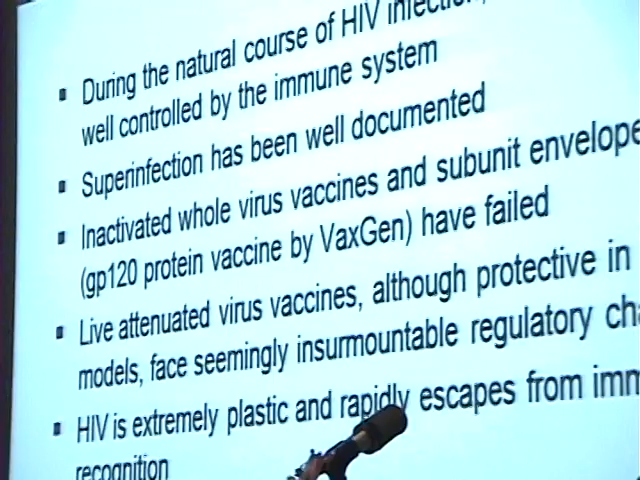 During the natural course of HIV infection,
well controlled by the immune system
Superinfection has been well documented
Inactivated whole virus vaccines and subunit envelope
(gp120 protein vaccine by VaxGen) have failed
Live attenuated virus vaccines, although protective in
models, face seemingly insurmountable regulatory
HIV is extremely plastic and rapidly escapes from
recognition